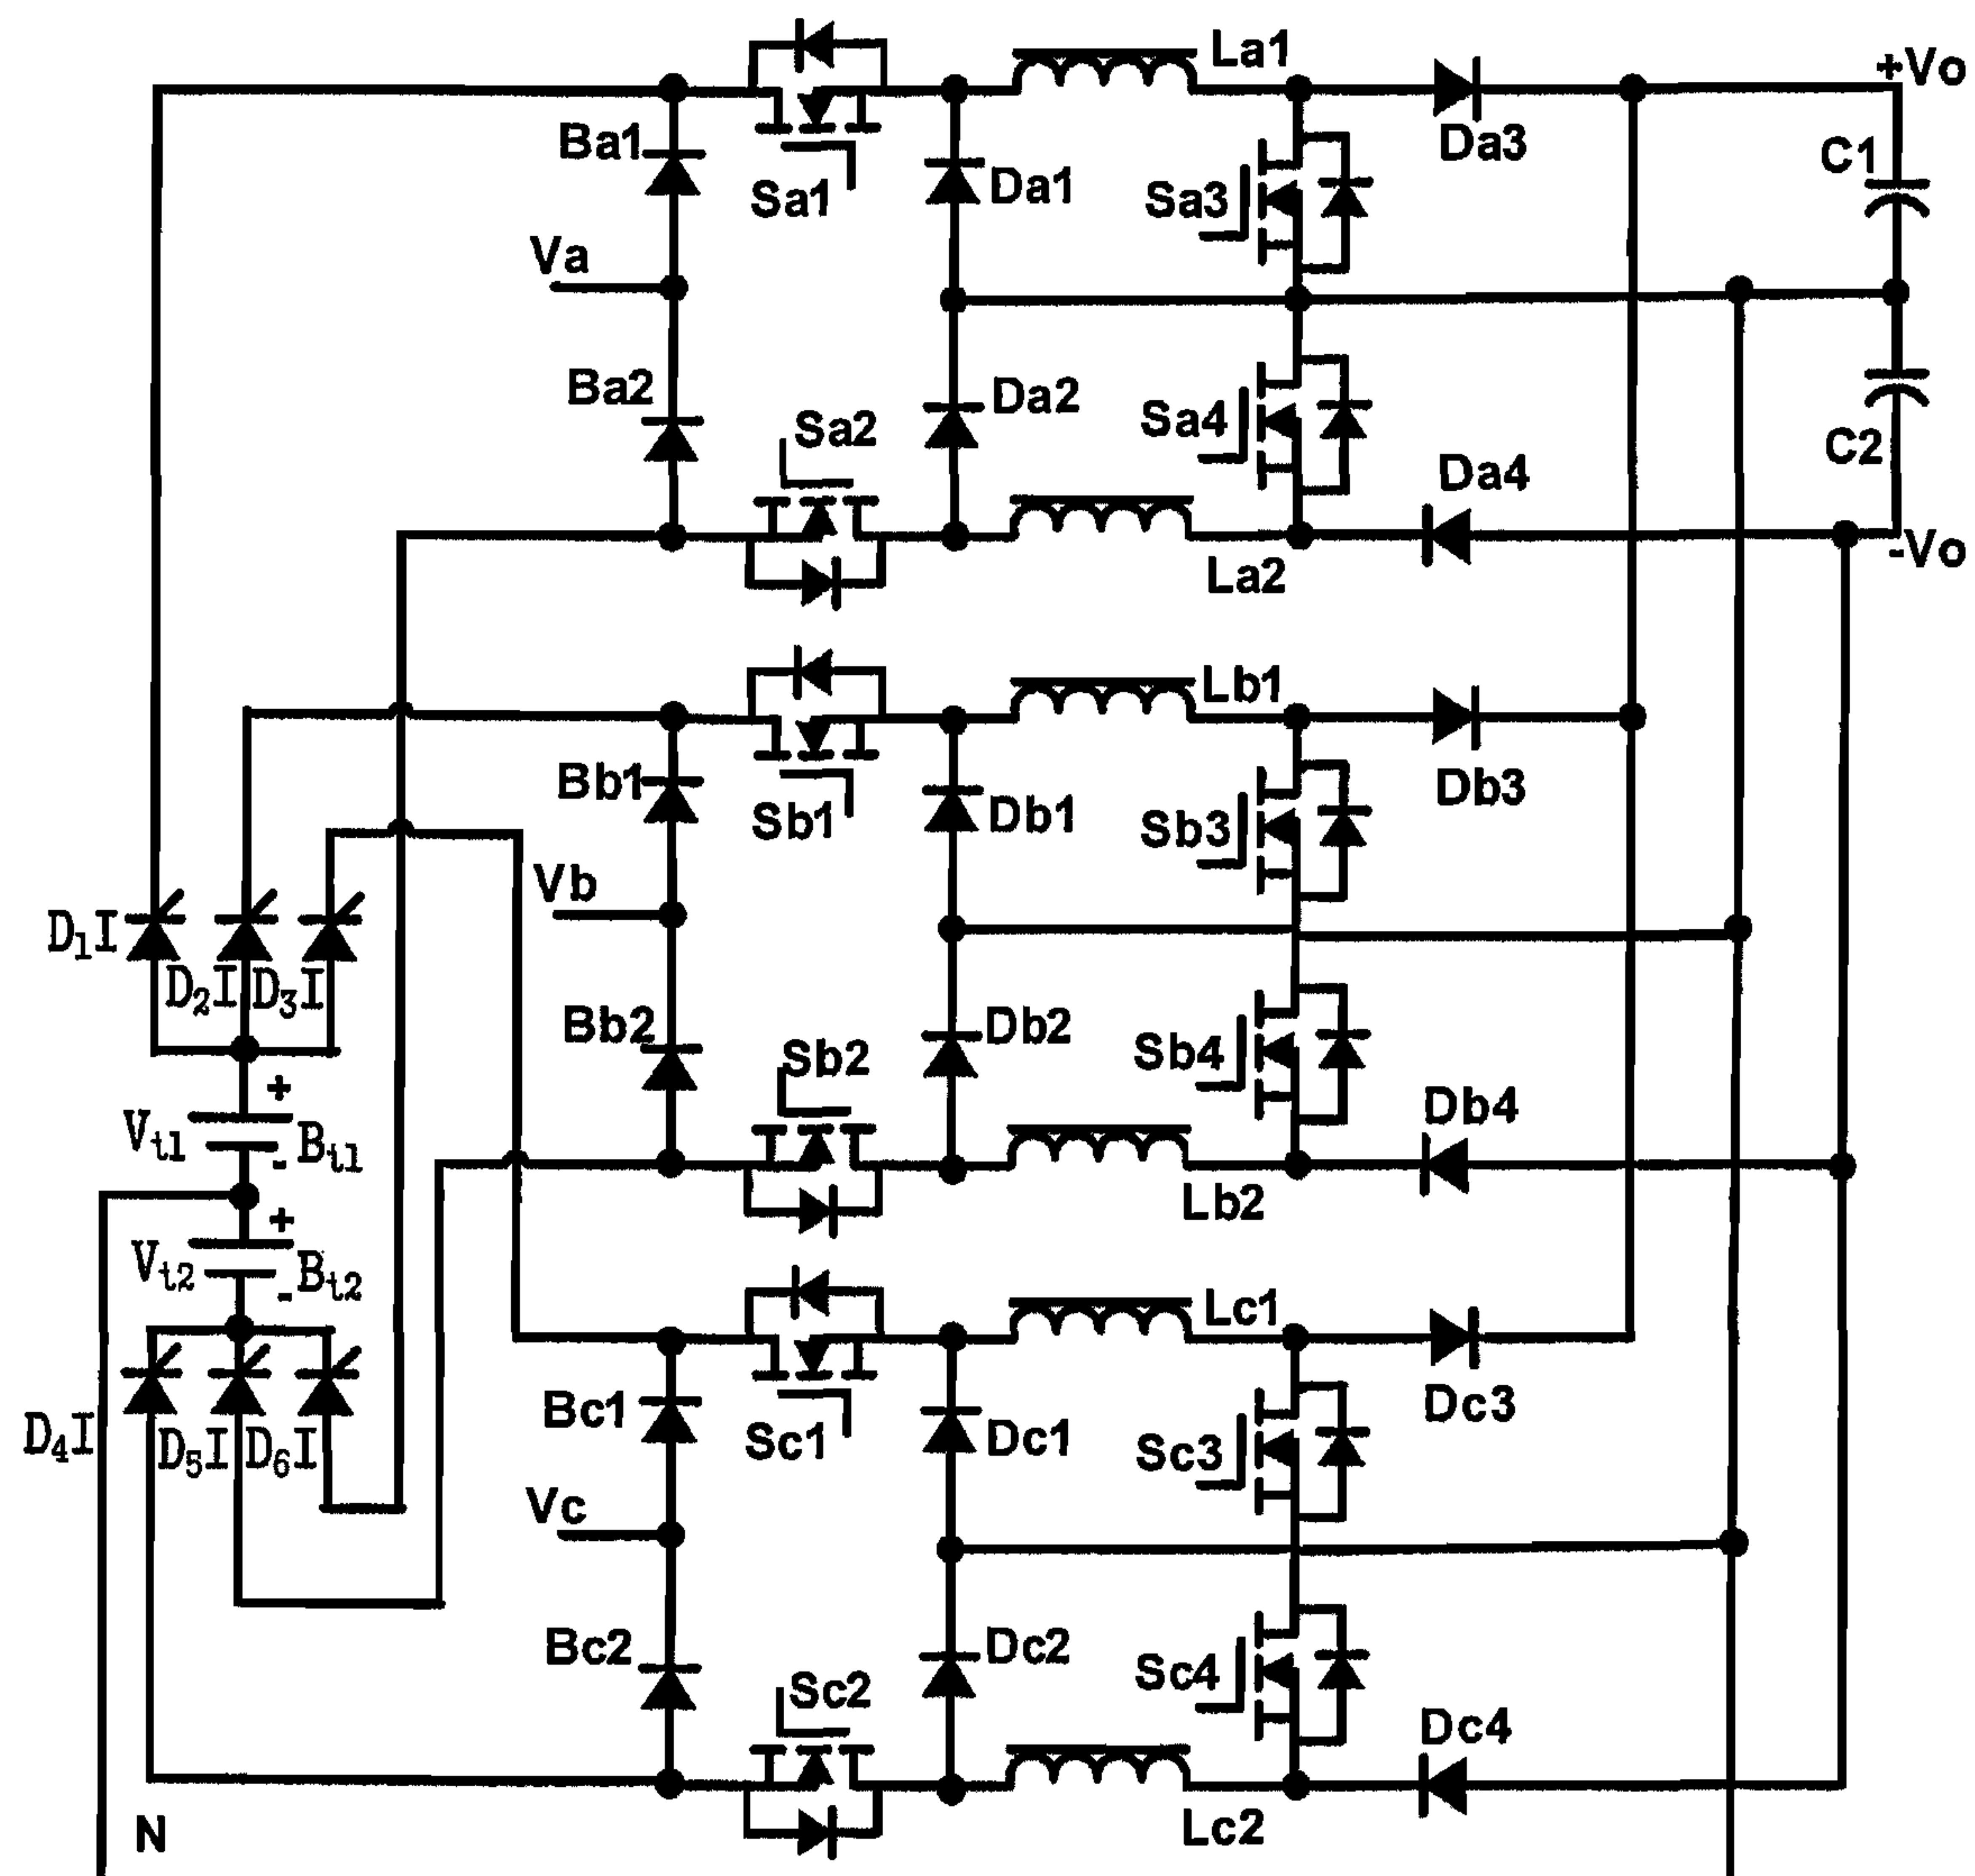 La1
+Vo
Ba1
Da3
C1
Sa1
Da1
Sa3
Va
Ba2
Da2
Sa2
Sa4
C2
Da4
-Vo
La2
Lb1
Bb1
Db3
Sb1
Db1
Sb3
Vb
D₁I
D₂I
D₃I
Bb2
Db2
Sb2
Sb4
+
Db4
Vt1
Bt1
-
Lb2
+
Vt2
Bt2
-
Lc1
Bc1
Dc3
Sc1
Dc1
Sc3
D₄I
D₅I
D₆I
Vc
Bc2
Dc2
Sc2
Sc4
Dc4
N
Lc2